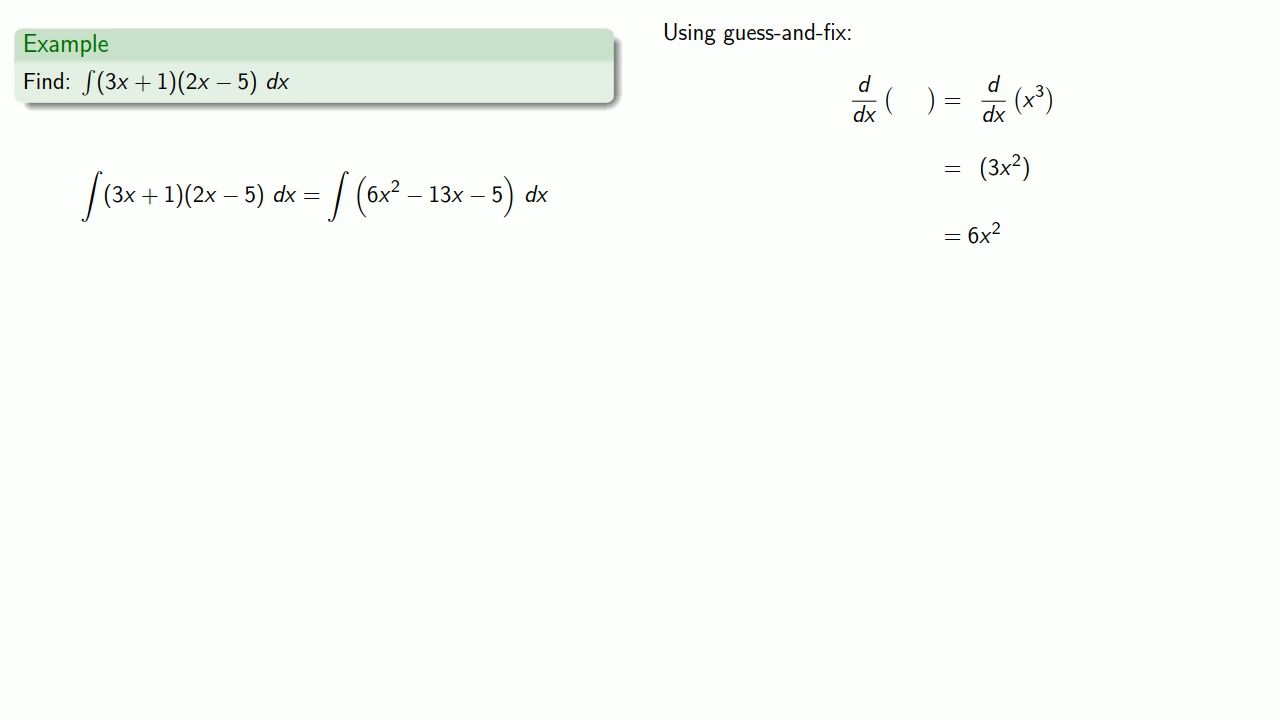 Example
Find: ∫(3x + 1)(2x − 5) dx
∫(3x + 1)(2x − 5) dx = ∫(6x² − 13x − 5) dx
Using guess-and-fix:
d/dx (    ) = d/dx (x³)
= (3x²)
= 6x²